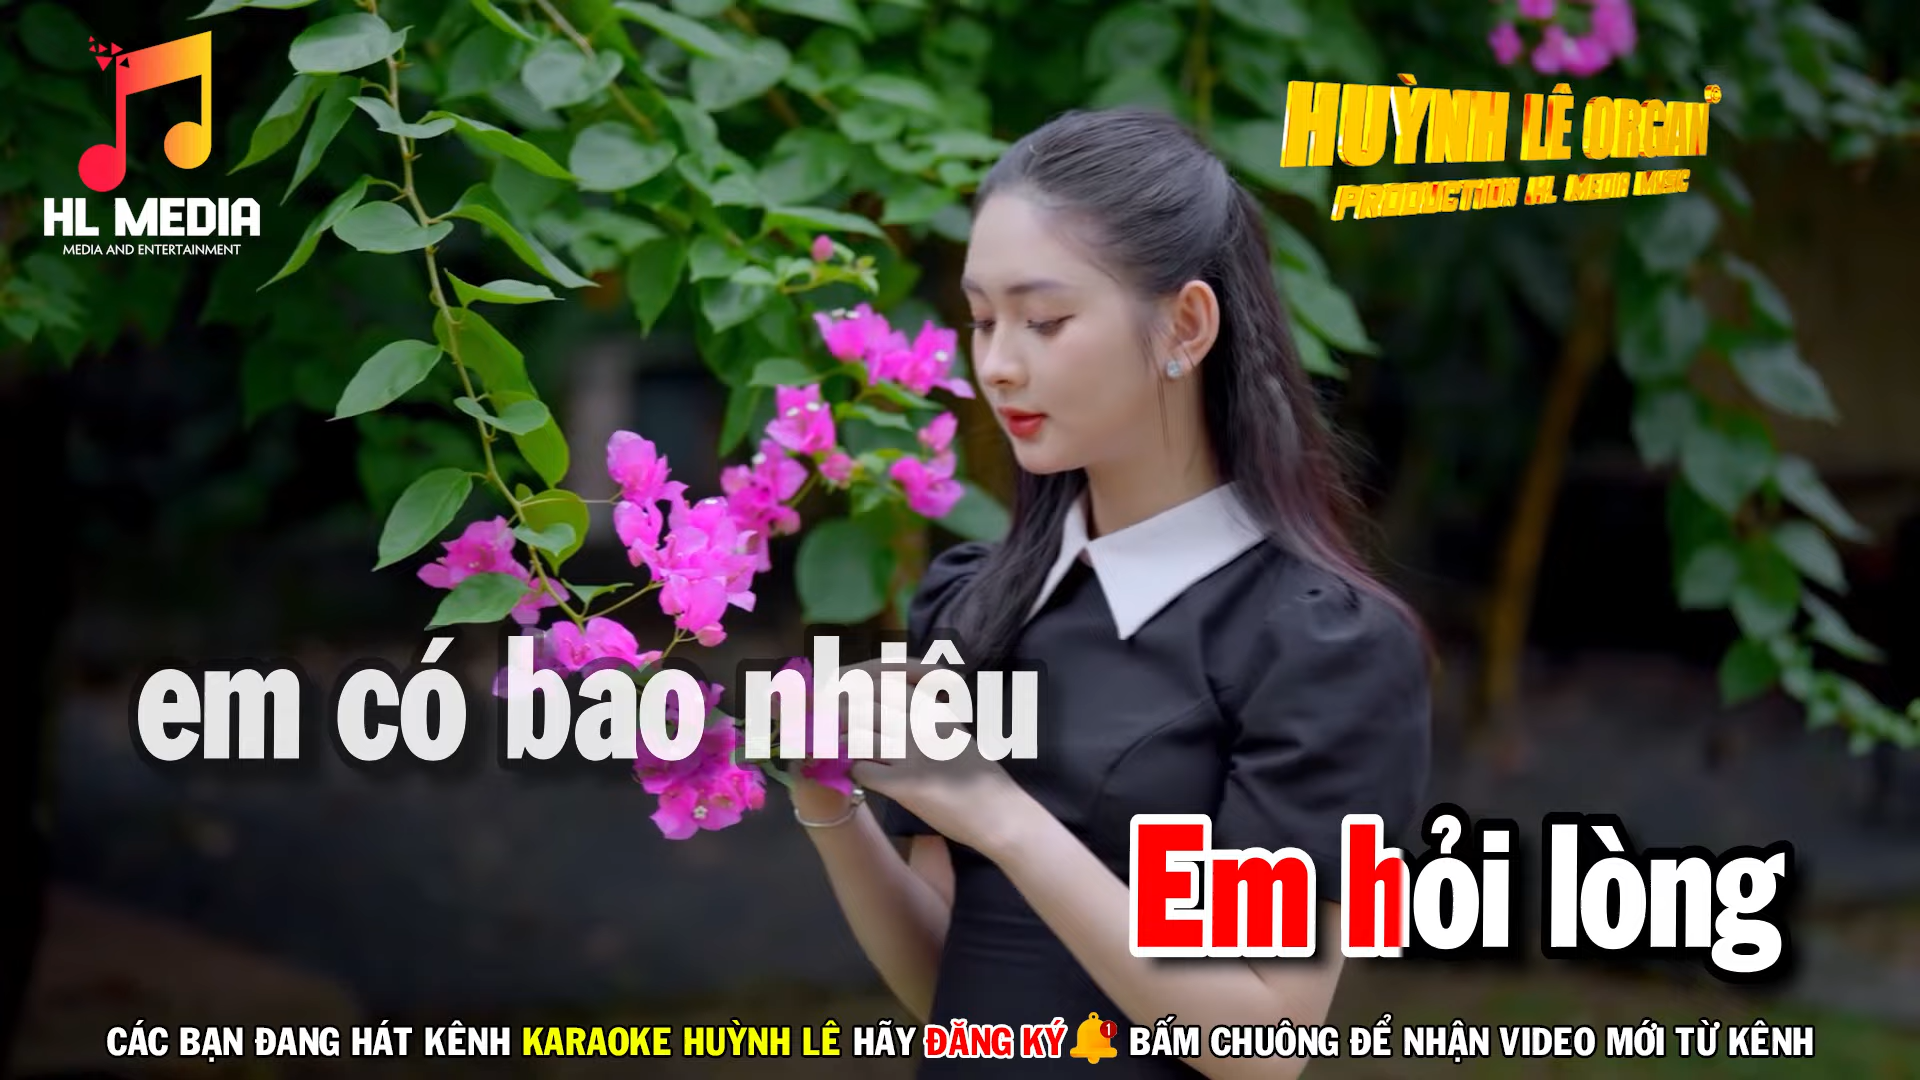 HL MEDIA
MEDIA AND ENTERTAINMENT
HUỲNH LÊ ORGAN
PRODUCTION HL MEDIA MUSIC
em có bao nhiêu
Em hỏi lòng
CÁC BẠN ĐANG HÁT KÊNH KARAOKE HUỲNH LÊ HÃY ĐĂNG KÝ 1 BẤM CHUÔNG ĐỂ NHẬN VIDEO MỚI TỪ KÊNH